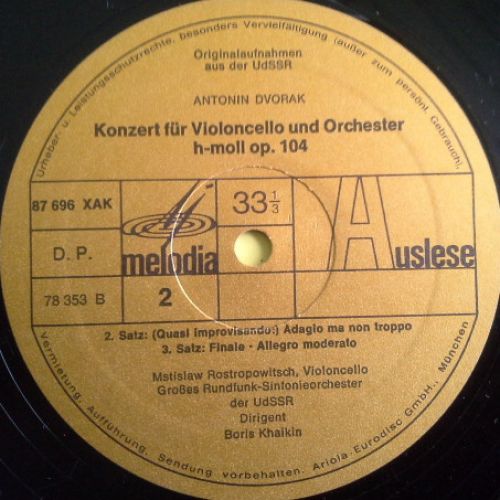 Urheber- u. Leistungsschutzrechte, besonders Vervielfältigung (außer zum persönl. Gebrauch),
Originalaufnahmen
aus der UdSSR
ANTONIN DVORAK
Konzert für Violoncello und Orchester
h-moll op. 104
87 696 XAK
33 1/3
Auslese
D. P.
melodia
78 353 B
2
2. Satz: (Quasi improvisando:) Adagio ma non troppo
3. Satz: Finale · Allegro moderato
Mstislaw Rostropowitsch, Violoncello
Großes Rundfunk-Sinfonieorchester
der UdSSR
Dirigent
Boris Khaikin
Vermietung, Aufführung, Sendung vorbehalten. Ariola-Eurodisc GmbH., München